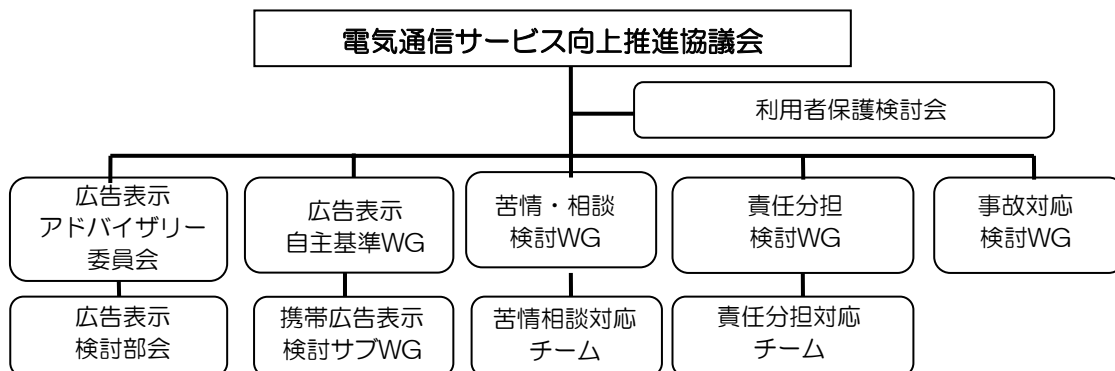 電気通信サービス向上推進協議会
利用者保護検討会
広告表示
アドバイザリー
委員会
広告表示
自主基準WG
苦情・相談
検討WG
責任分担
検討WG
事故対応
検討WG
広告表示
検討部会
携帯広告表示
検討サブWG
苦情相談対応
チーム
責任分担対応
チーム